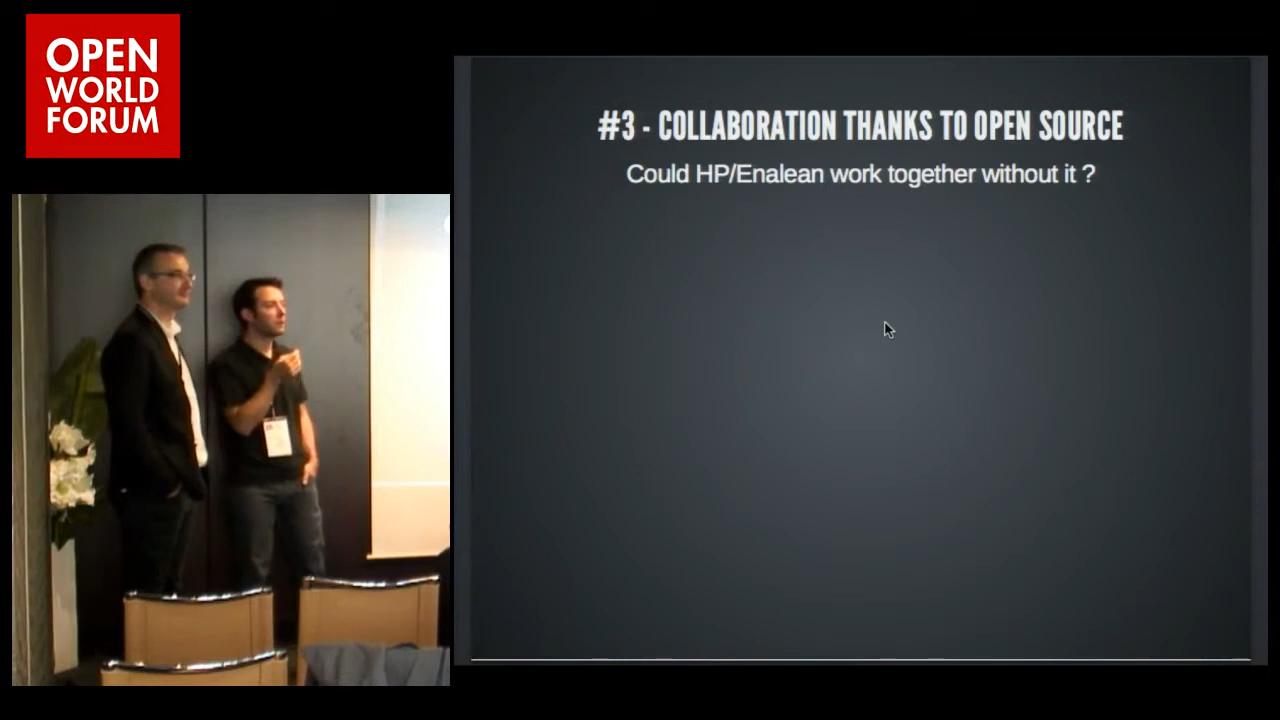 OPEN
WORLD
FORUM
#3 - COLLABORATION THANKS TO OPEN SOURCE
Could HP/Enalean work together without it ?